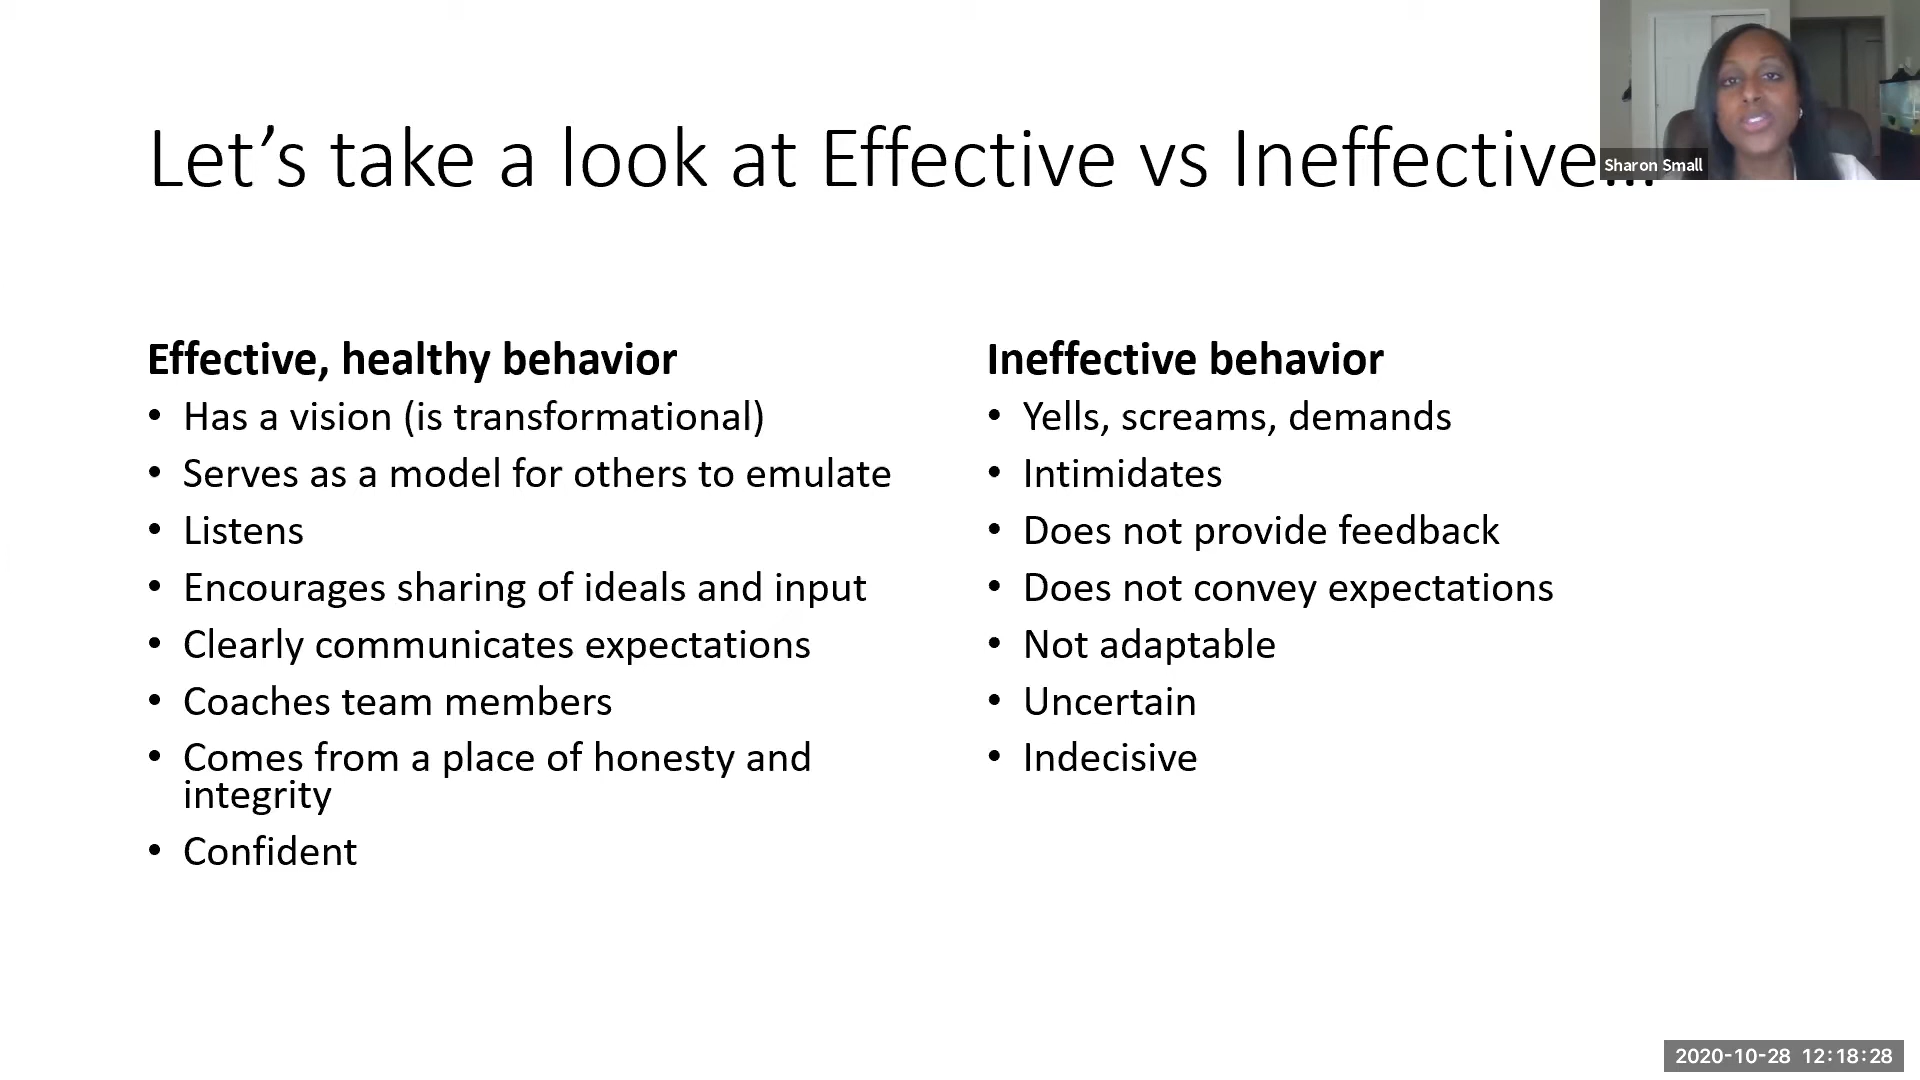 Let’s take a look at Effective vs Ineffective...
Sharon Small
Effective, healthy behavior
• Has a vision (is transformational)
• Serves as a model for others to emulate
• Listens
• Encourages sharing of ideals and input
• Clearly communicates expectations
• Coaches team members
• Comes from a place of honesty and
integrity
• Confident
Ineffective behavior
• Yells, screams, demands
• Intimidates
• Does not provide feedback
• Does not convey expectations
• Not adaptable
• Uncertain
• Indecisive
2020-10-28 12:18:28